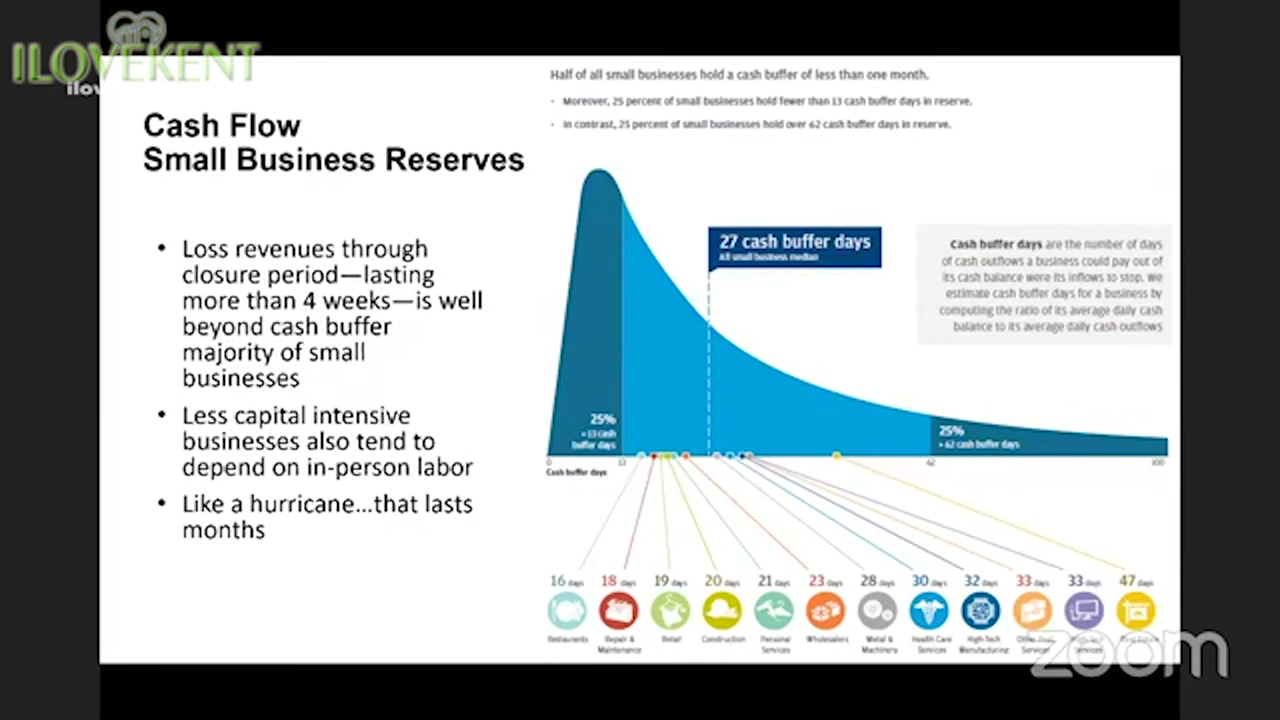 ILOVEKENT
ilov
Cash Flow
Small Business Reserves
Loss revenues through
closure period—lasting
more than 4 weeks—is well
beyond cash buffer
majority of small
businesses
Less capital intensive
businesses also tend to
depend on in-person labor
Like a hurricane...that lasts
months
Half of all small businesses hold a cash buffer of less than one month.
Moreover, 25 percent of small businesses hold fewer than 13 cash buffer days in reserve.
In contrast, 25 percent of small businesses hold over 62 cash buffer days in reserve.
27 cash buffer days
All small business median
Cash buffer days are the number of days
of cash outflows a business could pay out of
its cash balance were its inflows to stop. We
estimate cash buffer days for a business by
computing the ratio of its average daily cash
balance to its average daily cash outflows
25%
< 13 cash
buffer days
25%
> 62 cash buffer days
0 13 62 100
Cash buffer days
16 days 18 days 19 days 20 days 21 days 23 days 28 days 30 days 32 days 33 days 33 days 47 days
Restaurants Repair & Retail Construction Personal Wholesalers Metal & Health Care High-Tech Real Estate
Maintenance Services Machinery Services Manufacturing Services Services
zoom